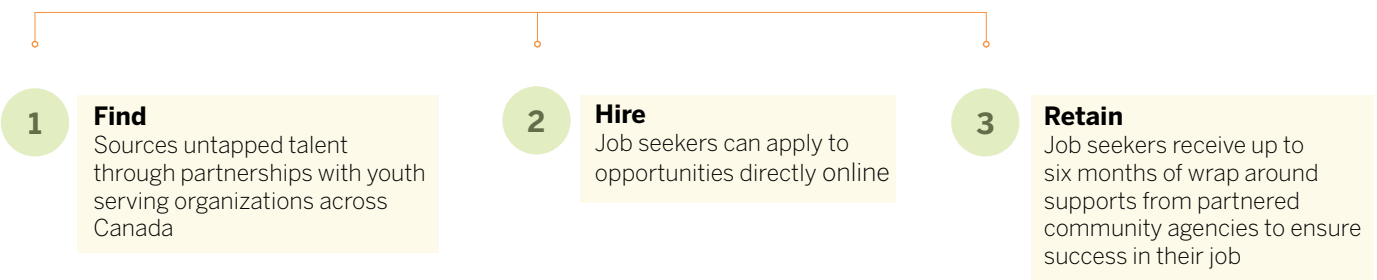 1
Find
Sources untapped talent
through partnerships with youth
serving organizations across
Canada
2
Hire
Job seekers can apply to
opportunities directly online
3
Retain
Job seekers receive up to
six months of wrap around
supports from partnered
community agencies to ensure
success in their job